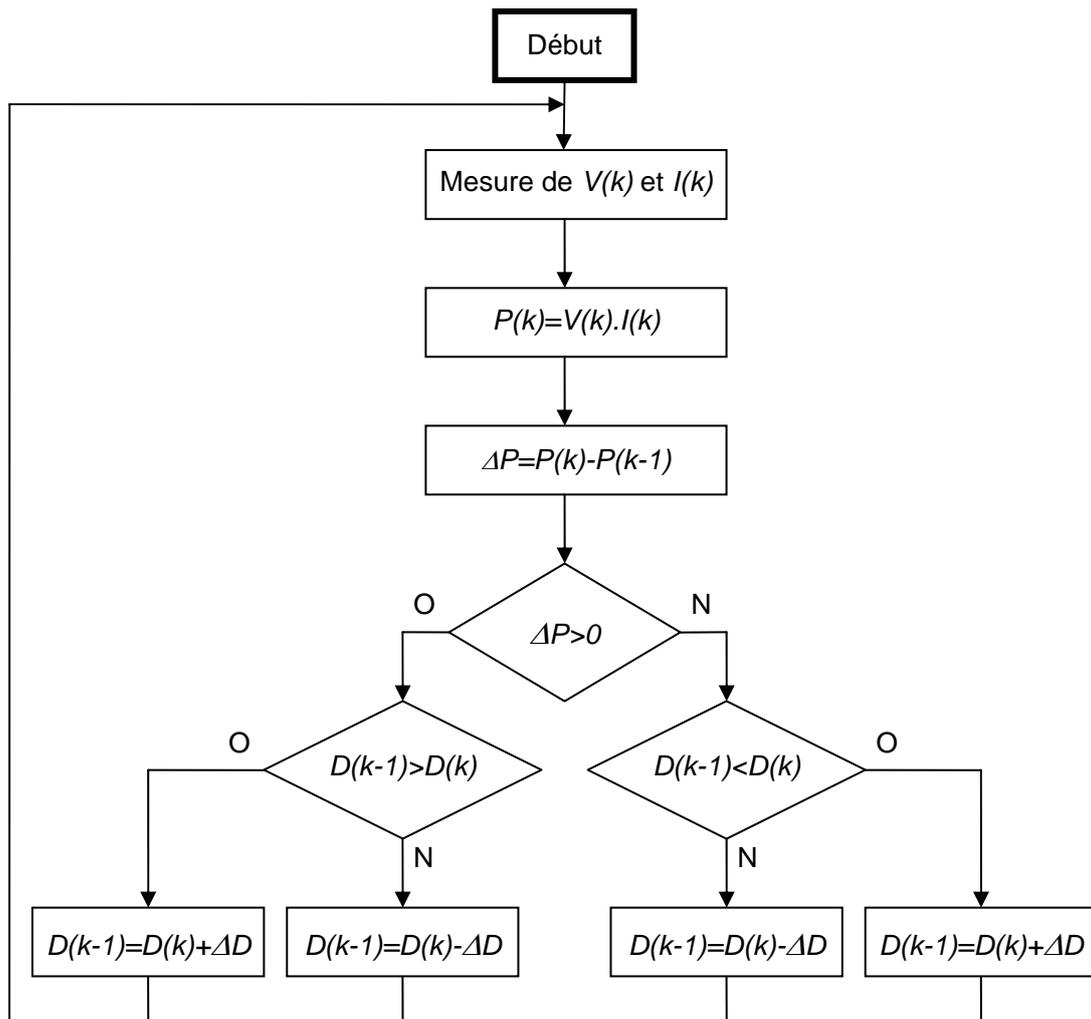 Début
Mesure de V(k) et I(k)
P(k)=V(k).I(k)
ΔP=P(k)-P(k-1)
O
N
ΔP>0
O
O
D(k-1)>D(k)
D(k-1)<D(k)
N
N
D(k-1)=D(k)+ΔD
D(k-1)=D(k)-ΔD
D(k-1)=D(k)-ΔD
D(k-1)=D(k)+ΔD